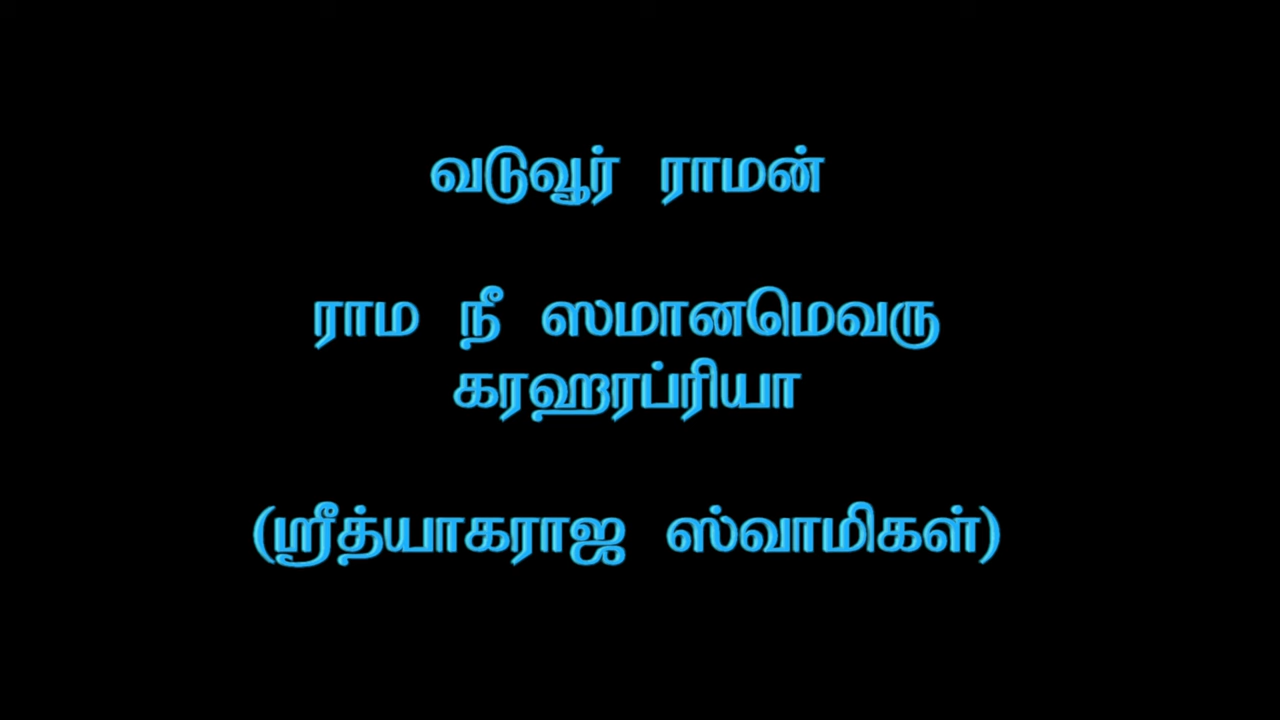 வடுவூர் ராமன்
ராம நீ ஸமானமெவரு
கரஹரப்ரியா
(ஸ்ரீத்யாகராஜ ஸ்வாமிகள்)